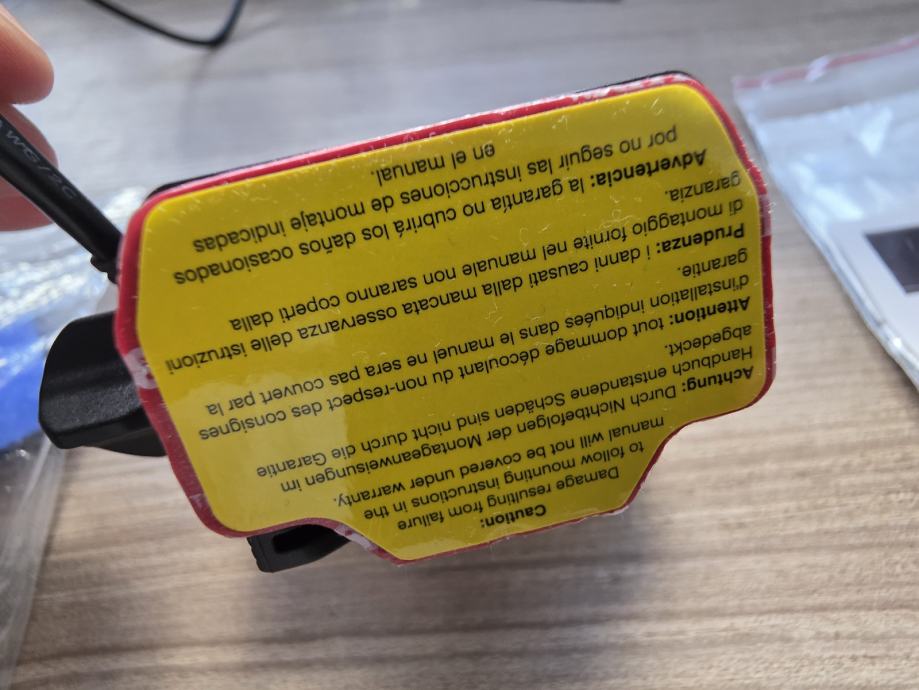 Caution:
Damage resulting from failure
to follow mounting instructions in the
manual will not be covered under warranty.
Achtung: Durch Nichtbefolgen der Montageanweisungen im
Handbuch entstandene Schäden sind nicht durch die Garantie
abgedeckt.
Attention: tout dommage découlant du non-respect des consignes
d'installation indiquées dans le manuel ne sera pas couvert par la
garantie.
Prudenza: i danni causati dalla mancata osservanza delle istruzioni
di montaggio fornite nel manuale non saranno coperti dalla
garanzia.
Advertencia: la garantía no cubrirá los daños ocasionados
por no seguir las instrucciones de montaje indicadas
en el manual.